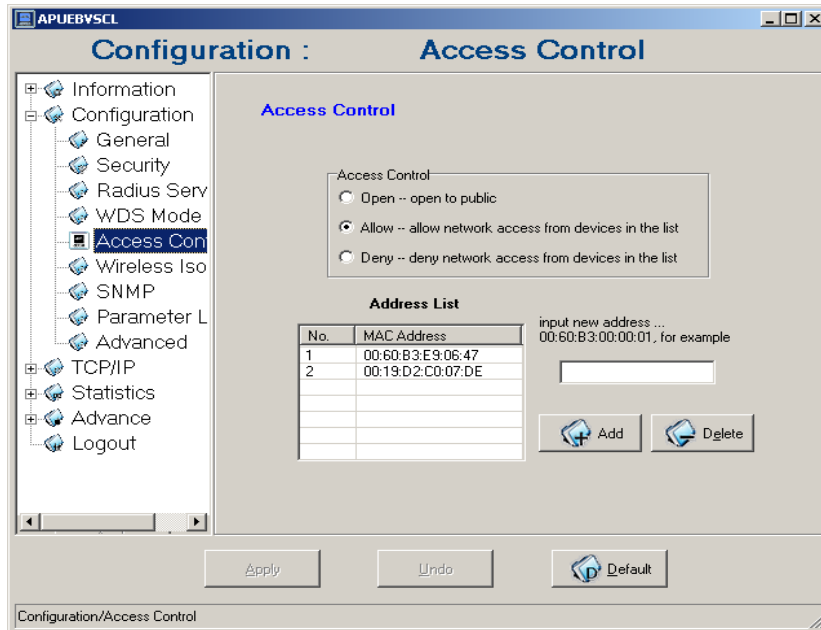 APUEBVSCL
Configuration : Access Control
Information
Configuration
General
Security
Radius Serv
WDS Mode
Access Cont
Wireless Iso
SNMP
Parameter L
Advanced
TCP/IP
Statistics
Advance
Logout
Access Control
Access Control
Open -- open to public
Allow -- allow network access from devices in the list
Deny -- deny network access from devices in the list
Address List
No. MAC Address
1 00:60:B3:E9:06:47
2 00:19:D2:C0:07:DE
input new address ...
00:60:B3:00:00:01, for example
Add
Delete
Apply
Undo
Default
Configuration/Access Control